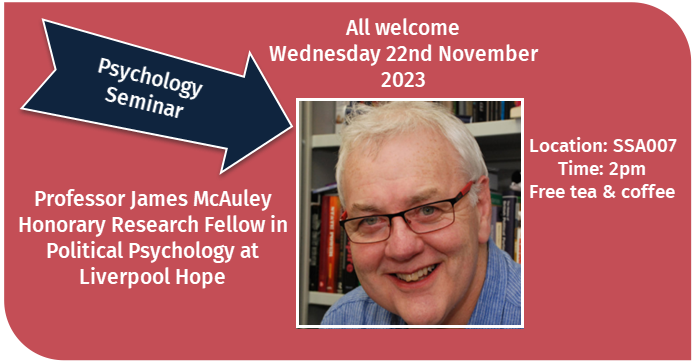 All welcome
Wednesday 22nd November
2023
Psychology
Seminar
Professor James McAuley
Honorary Research Fellow in
Political Psychology at
Liverpool Hope
Location: SSA007
Time: 2pm
Free tea & coffee